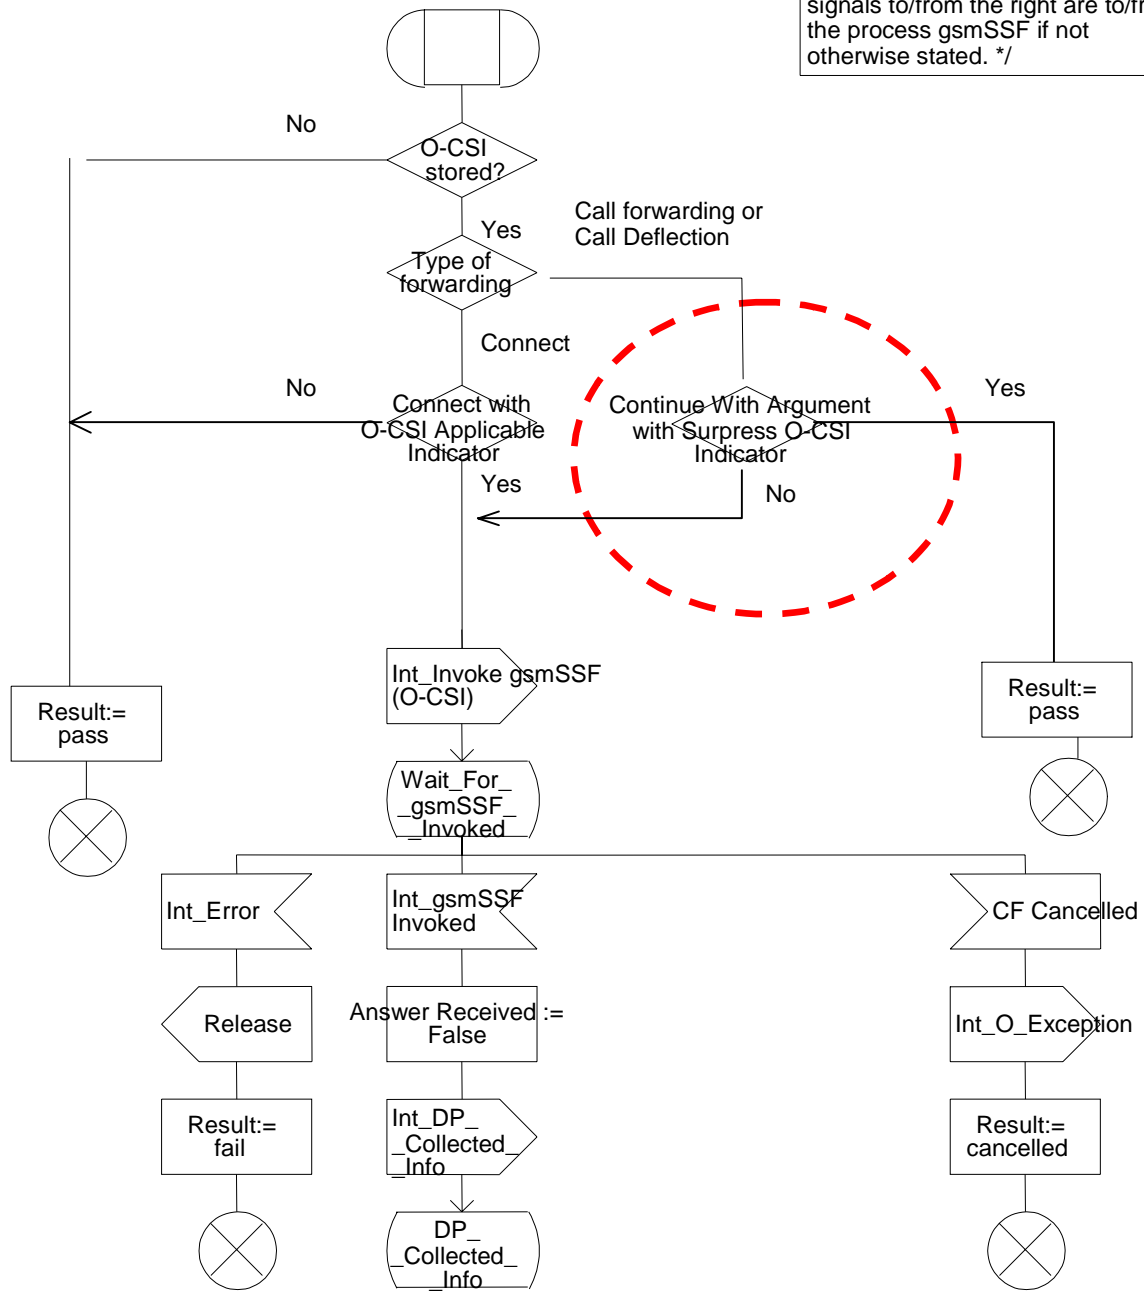 signals to/from the right are to/fr
the process gsmSSF if not
otherwise stated. */
No
O-CSI
stored?
Call forwarding or
Call Deflection
Yes
Type of
forwarding
Connect
No
Connect with
O-CSI Applicable
Indicator
Continue With Argument
with Surpress O-CSI
Indicator
Yes
Yes
No
Int_Invoke gsmSSF
(O-CSI)
Result:=
pass
Result:=
pass
Wait_For_
_gsmSSF_
_Invoked
Int_Error
Int_gsmSSF
Invoked
CF Cancelled
Release
Answer Received :=
False
Int_O_Exception
Result:=
fail
Int_DP_
_Collected_
_Info
Result:=
cancelled
DP_
_Collected_
_Info